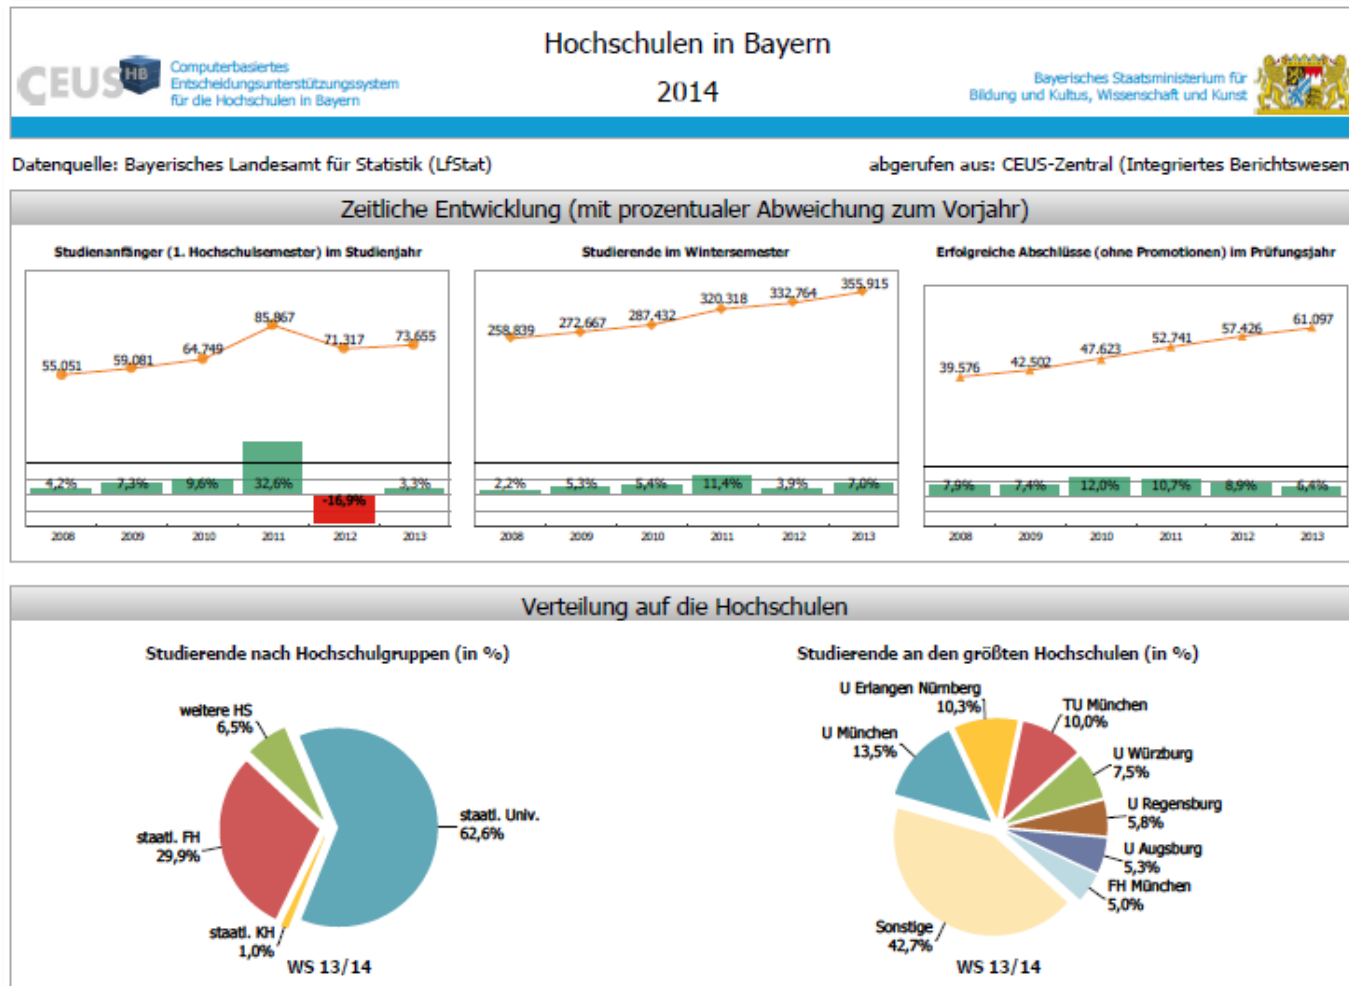 Hochschulen in Bayern
2014
CEUS HB
Computerbasiertes
Entscheidungsunterstützungssystem
für die Hochschulen in Bayern
Bayerisches Staatsministerium für
Bildung und Kultus, Wissenschaft und Kunst
Datenquelle: Bayerisches Landesamt für Statistik (LfStat)
abgerufen aus: CEUS-Zentral (Integriertes Berichtswesen
Zeitliche Entwicklung (mit prozentualer Abweichung zum Vorjahr)
Studienanfänger (1. Hochschulsemester) im Studienjahr
55.051 59.081 64.749 85.867 71.317 73.655
4,2% 7,3% 9,6% 32,6% -16,9% 3,3%
2008 2009 2010 2011 2012 2013
Studierende im Wintersemester
258.839 272.667 287.432 320.318 332.764 355.915
2,2% 5,3% 5,4% 11,4% 3,9% 7,0%
2008 2009 2010 2011 2012 2013
Erfolgreiche Abschlüsse (ohne Promotionen) im Prüfungsjahr
39.576 42.502 47.623 52.741 57.426 61.097
7,9% 7,4% 12,0% 10,7% 8,9% 6,4%
2008 2009 2010 2011 2012 2013
Verteilung auf die Hochschulen
Studierende nach Hochschulgruppen (in %)
weitere HS
6,5%
staatl. Univ.
62,6%
staatl. FH
29,9%
staatl. KH
1,0%
WS 13/14
Studierende an den größten Hochschulen (in %)
U Erlangen Nürnberg
10,3%
TU München
10,0%
U München
13,5%
U Würzburg
7,5%
U Regensburg
5,8%
U Augsburg
5,3%
FH München
5,0%
Sonstige
42,7%
WS 13/14